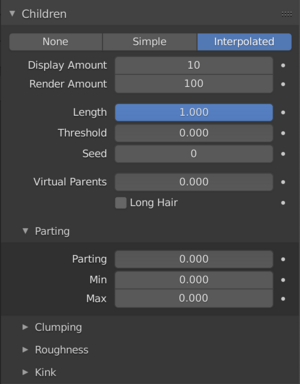 Children
None Simple Interpolated
Display Amount 10
Render Amount 100
Length 1.000
Threshold 0.000
Seed 0
Virtual Parents 0.000
Long Hair
Parting
Parting 0.000
Min 0.000
Max 0.000
Clumping
Roughness
Kink